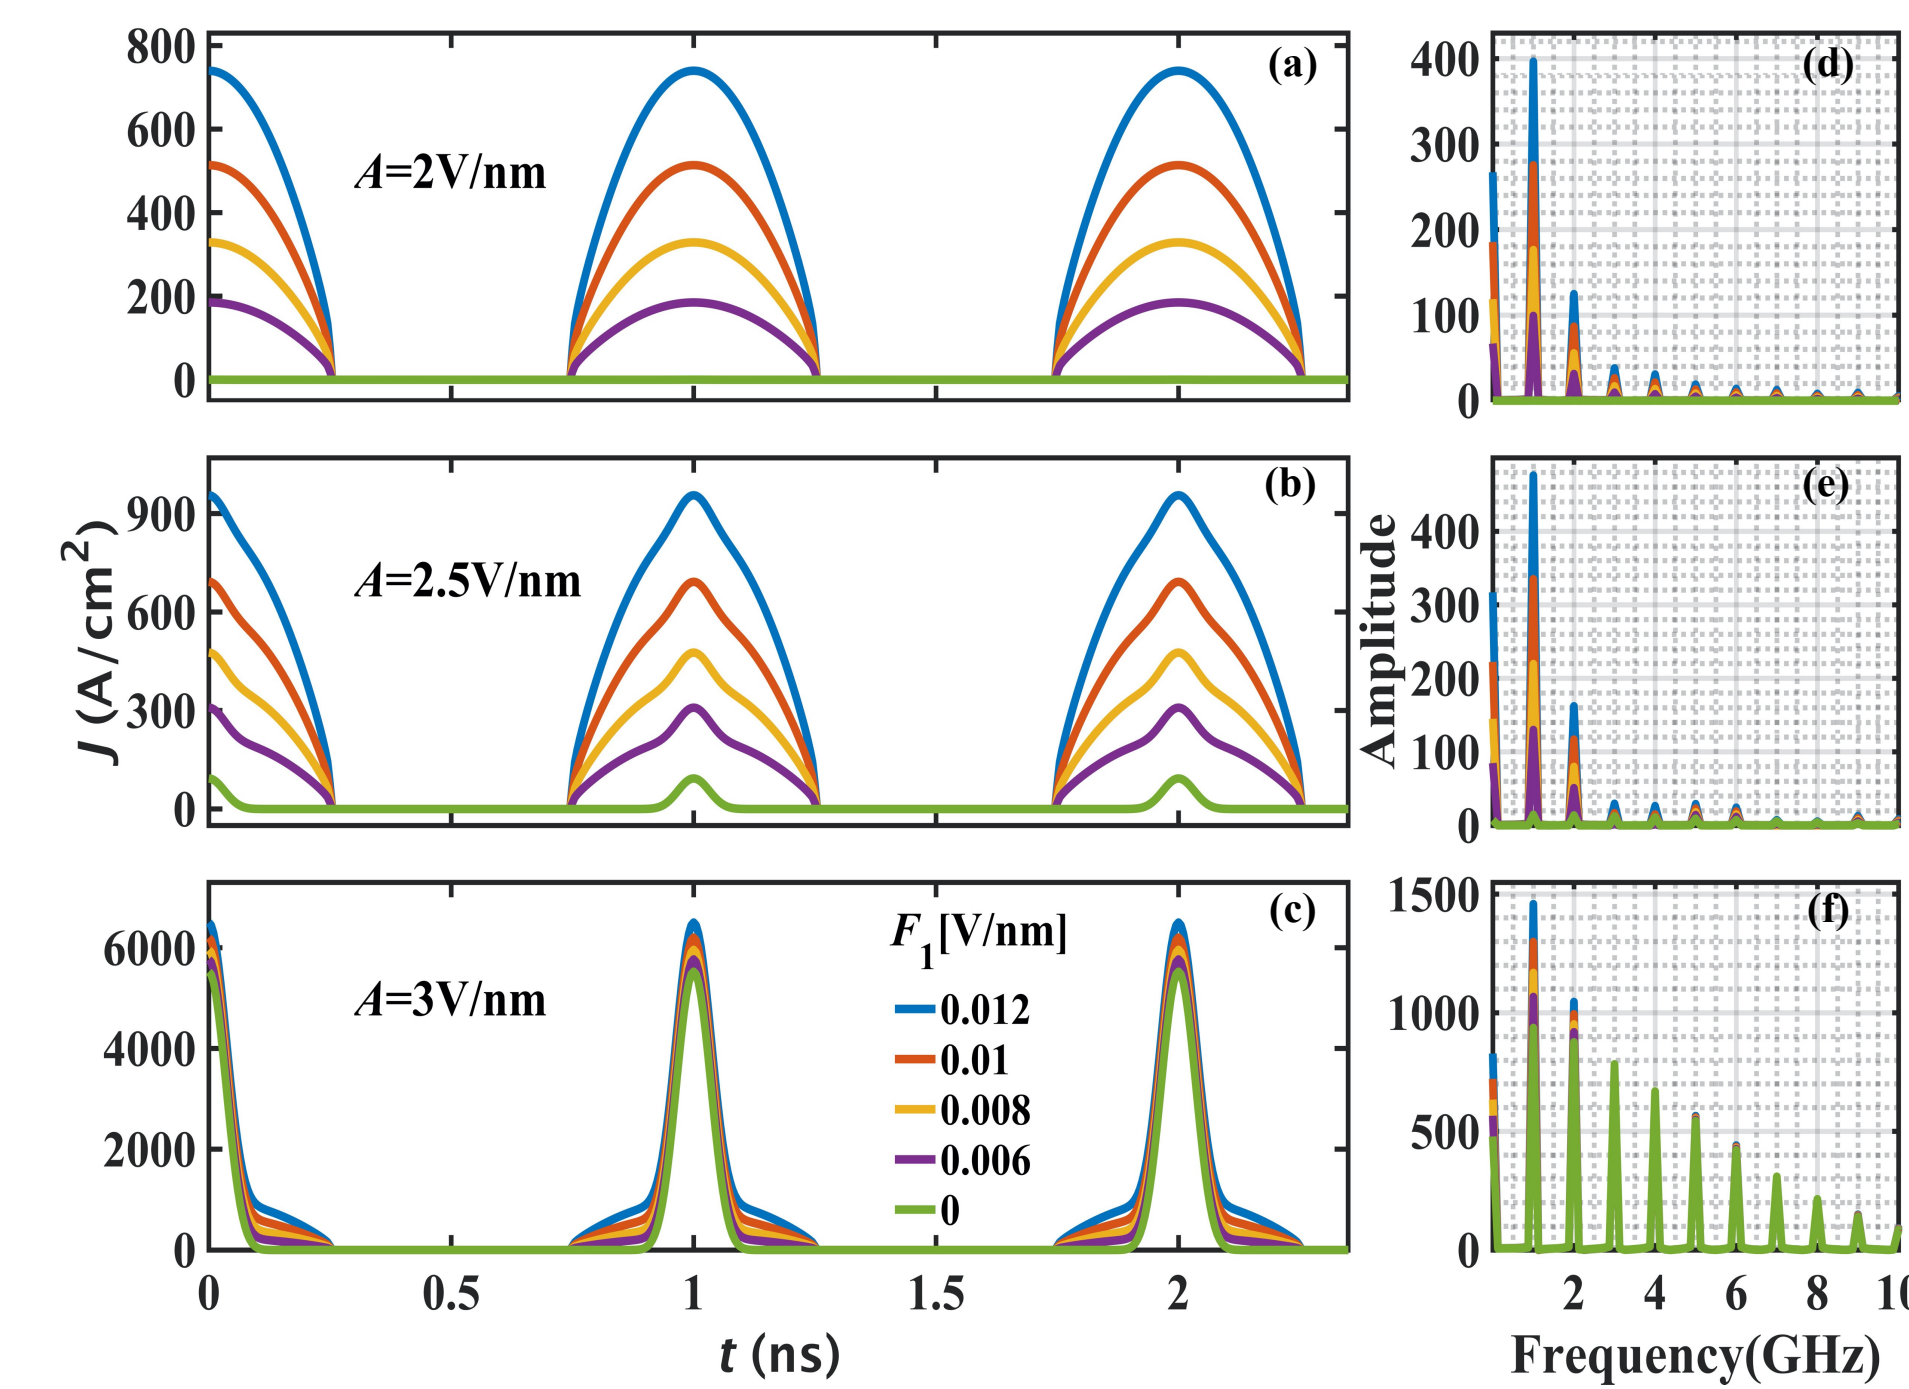 800
600
400
200
0
(a)
A=2V/nm
400
300
200
100
0
(d)
J (A/cm²)
900
600
300
0
(b)
A=2.5V/nm
Amplitude
400
300
200
100
0
(e)
6000
4000
2000
0
(c)
A=3V/nm
F₁[V/nm]
0.012
0.01
0.008
0.006
0
0 0.5 1 1.5 2
t (ns)
1500
1000
500
0
(f)
2 4 6 8 10
Frequency(GHz)